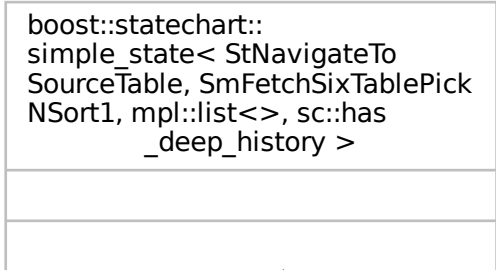 boost::statechart::
simple_state< StNavigateTo
SourceTable, SmFetchSixTablePick
NSort1, mpl::list<>, sc::has
_deep_history >